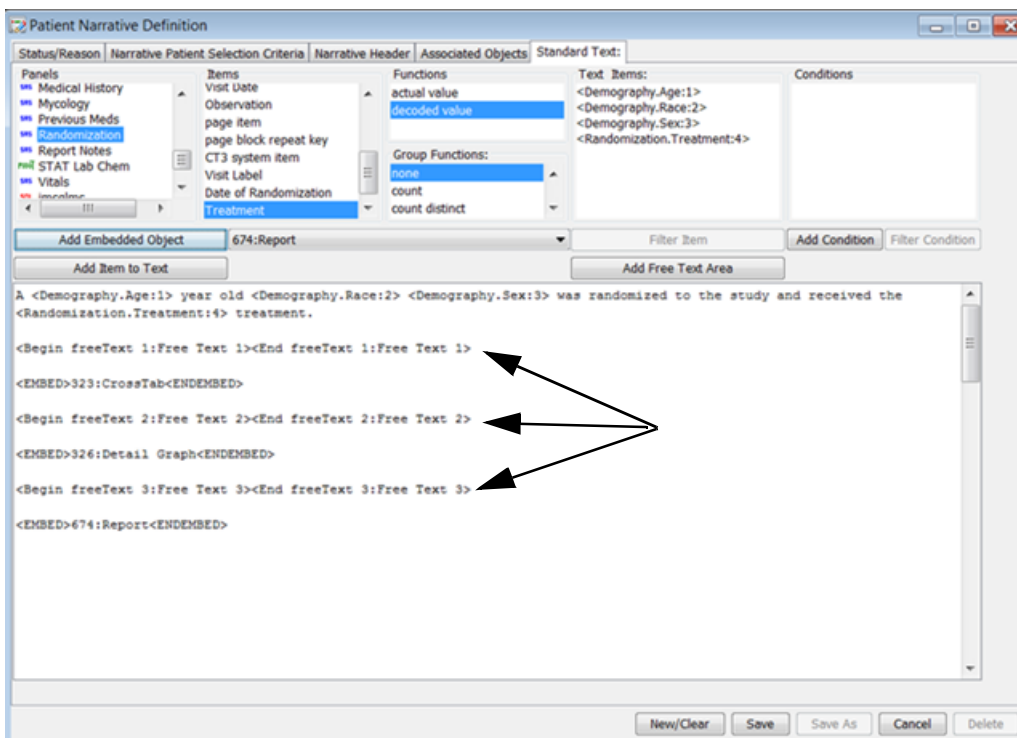 Patient Narrative Definition
Status/Reason Narrative Patient Selection Criteria Narrative Header Associated Objects Standard Text:
Panels
Medical History
Mycology
Previous Meds
Randomization
Report Notes
STAT Lab Chem
Vitals
Items
Visit Date
Observation
page item
page block repeat key
CT3 system item
Visit Label
Date of Randomization
Treatment
Functions
actual value
decoded value
Group Functions:
none
count
count distinct
Text Items:
<Demography.Age:1>
<Demography.Race:2>
<Demography.Sex:3>
<Randomization.Treatment:4>
Conditions
Add Embedded Object 674:Report Filter Item Add Condition Filter Condition
Add Item to Text Add Free Text Area
A <Demography.Age:1> year old <Demography.Race:2> <Demography.Sex:3> was randomized to the study and received the
<Randomization.Treatment:4> treatment.
<Begin freeText 1:Free Text 1><End freeText 1:Free Text 1>
<EMBED>323:CrossTab<ENDEMBED>
<Begin freeText 2:Free Text 2><End freeText 2:Free Text 2>
<EMBED>326:Detail Graph<ENDEMBED>
<Begin freeText 3:Free Text 3><End freeText 3:Free Text 3>
<EMBED>674:Report<ENDEMBED>
New/Clear Save Save As Cancel Delete